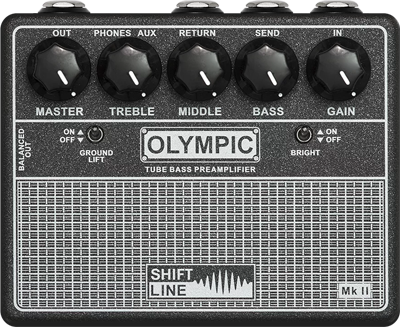 OUT PHONES AUX RETURN SEND IN
MASTER TREBLE MIDDLE BASS GAIN
BALANCED OUT
ON
OFF
GROUND
LIFT
OLYMPIC
TUBE BASS PREAMPLIFIER
BRIGHT
ON
OFF
SHIFT
LINE
Mk II